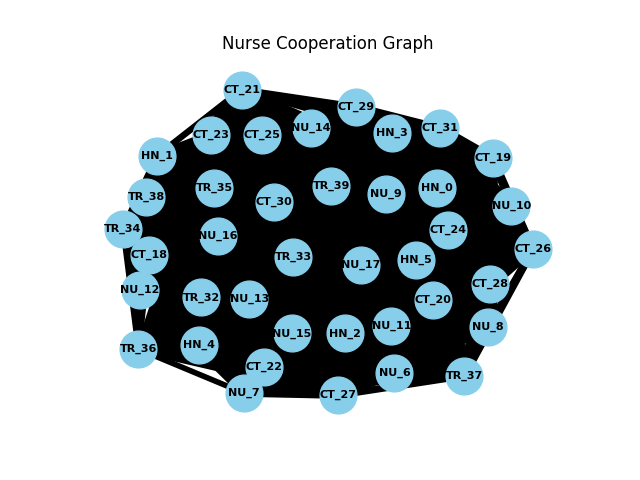 Nurse Cooperation Graph
CT_21
CT_29
CT_23
CT_25
NU_14
HN_3
CT_31
HN_1
CT_19
TR_38
TR_35
CT_30
TR_39
NU_9
HN_0
NU_10
TR_34
NU_16
CT_24
CT_18
TR_33
NU_17
HN_5
CT_26
NU_12
TR_32
NU_13
CT_20
CT_28
TR_36
HN_4
NU_15
HN_2
NU_11
NU_8
CT_22
NU_7
CT_27
NU_6
TR_37